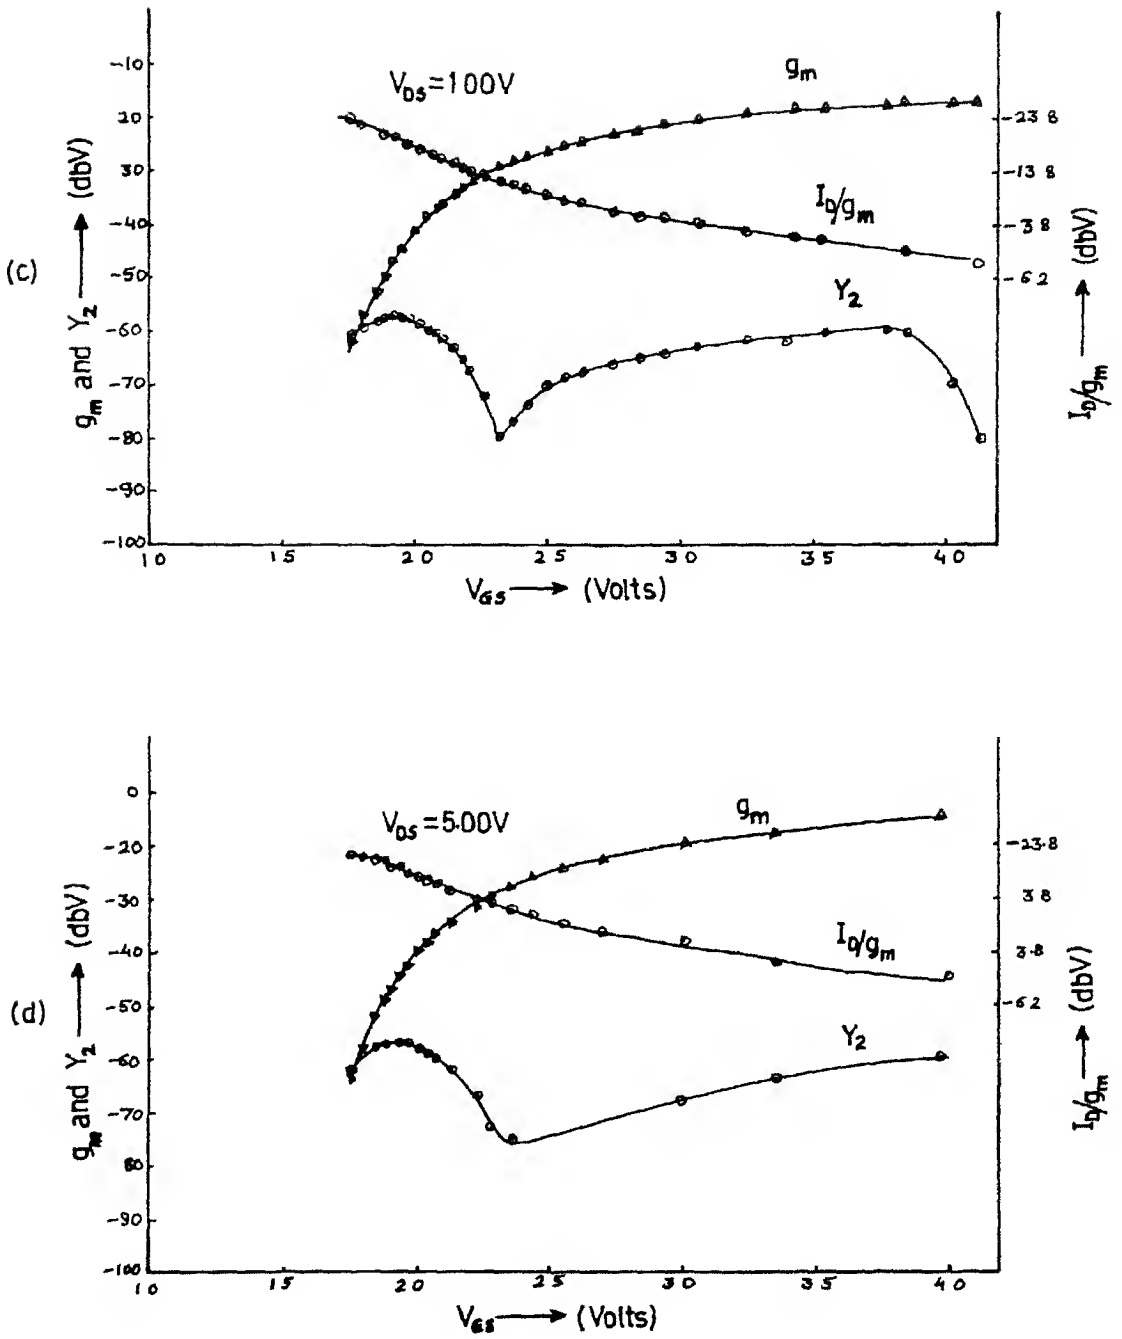 (c)
g_m and Y_2 → (dbV)
-10
20
30
-40
-50
-60
-70
-80
-90
-100
V_DS=100V
g_m
I_D/g_m
Y_2
-23 8
-13 8
-3 8
-6 2
I_D/g_m → (dbV)
10 15 20 25 30 35 40
V_GS → (Volts)
(d)
g_m and Y_2 → (dbV)
0
-20
-30
-40
-50
-60
-70
80
-90
-100
V_DS=5.00V
g_m
I_D/g_m
Y_2
-23.8
3 8
3.8
-6 2
I_D/g_m → (dbV)
10 15 20 25 30 35 40
V_GS → (Volts)